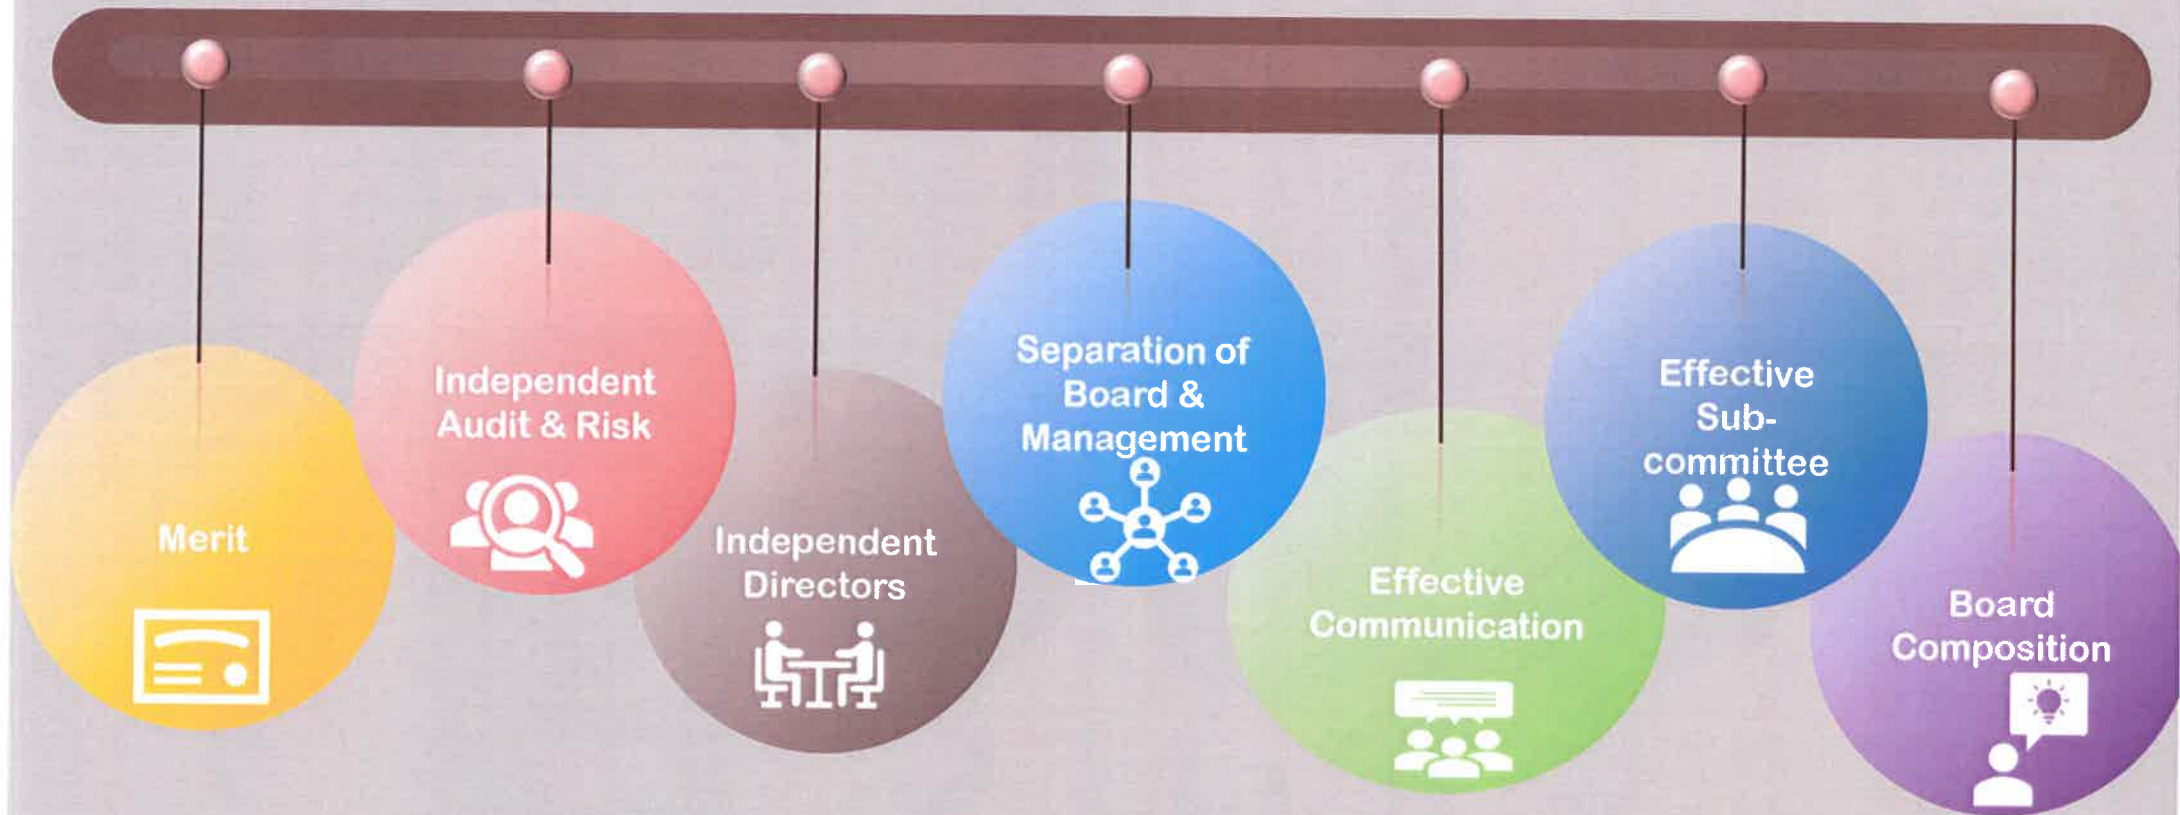 Merit
Independent
Audit & Risk
Independent
Directors
Separation of
Board &
Management
Effective
Communication
Effective
Sub-
committee
Board
Composition